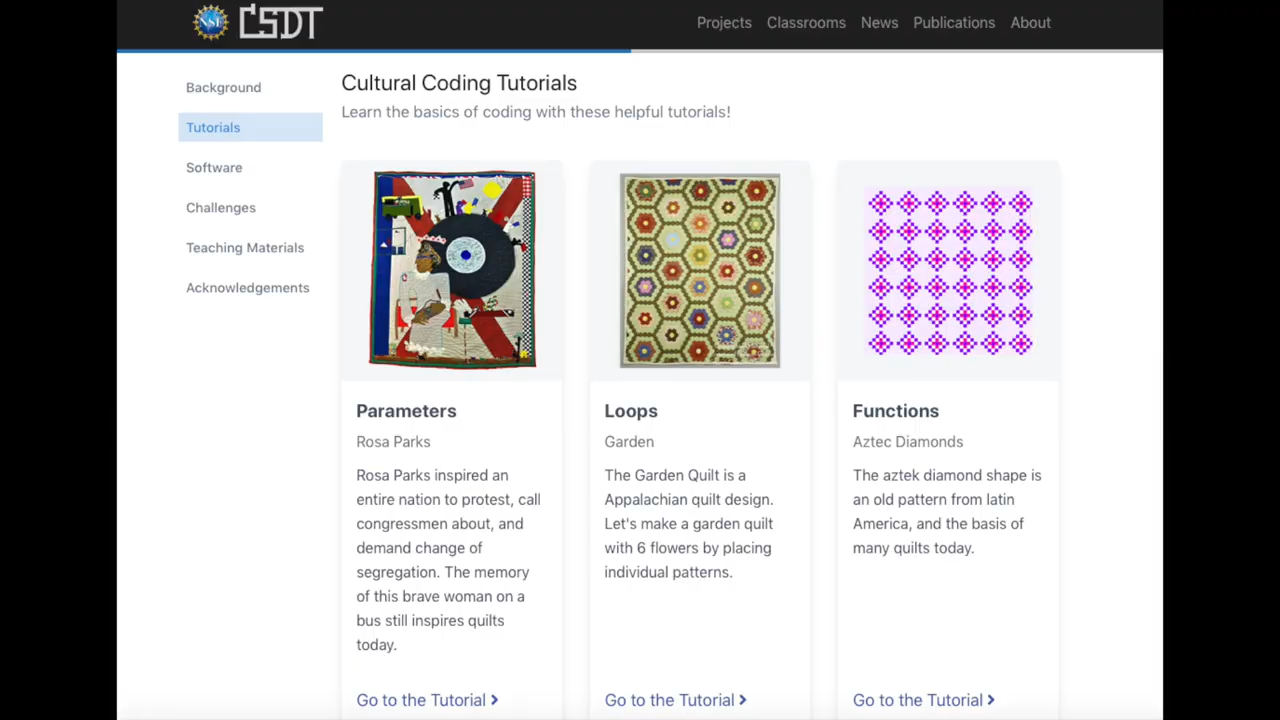 NSF CSDT
Projects Classrooms News Publications About
Background
Tutorials
Software
Challenges
Teaching Materials
Acknowledgements
Cultural Coding Tutorials
Learn the basics of coding with these helpful tutorials!
Parameters
Rosa Parks
Rosa Parks inspired an
entire nation to protest, call
congressmen about, and
demand change of
segregation. The memory
of this brave woman on a
bus still inspires quilts
today.
Go to the Tutorial
Loops
Garden
The Garden Quilt is a
Appalachian quilt design.
Let's make a garden quilt
with 6 flowers by placing
individual patterns.
Go to the Tutorial
Functions
Aztec Diamonds
The aztek diamond shape is
an old pattern from latin
America, and the basis of
many quilts today.
Go to the Tutorial